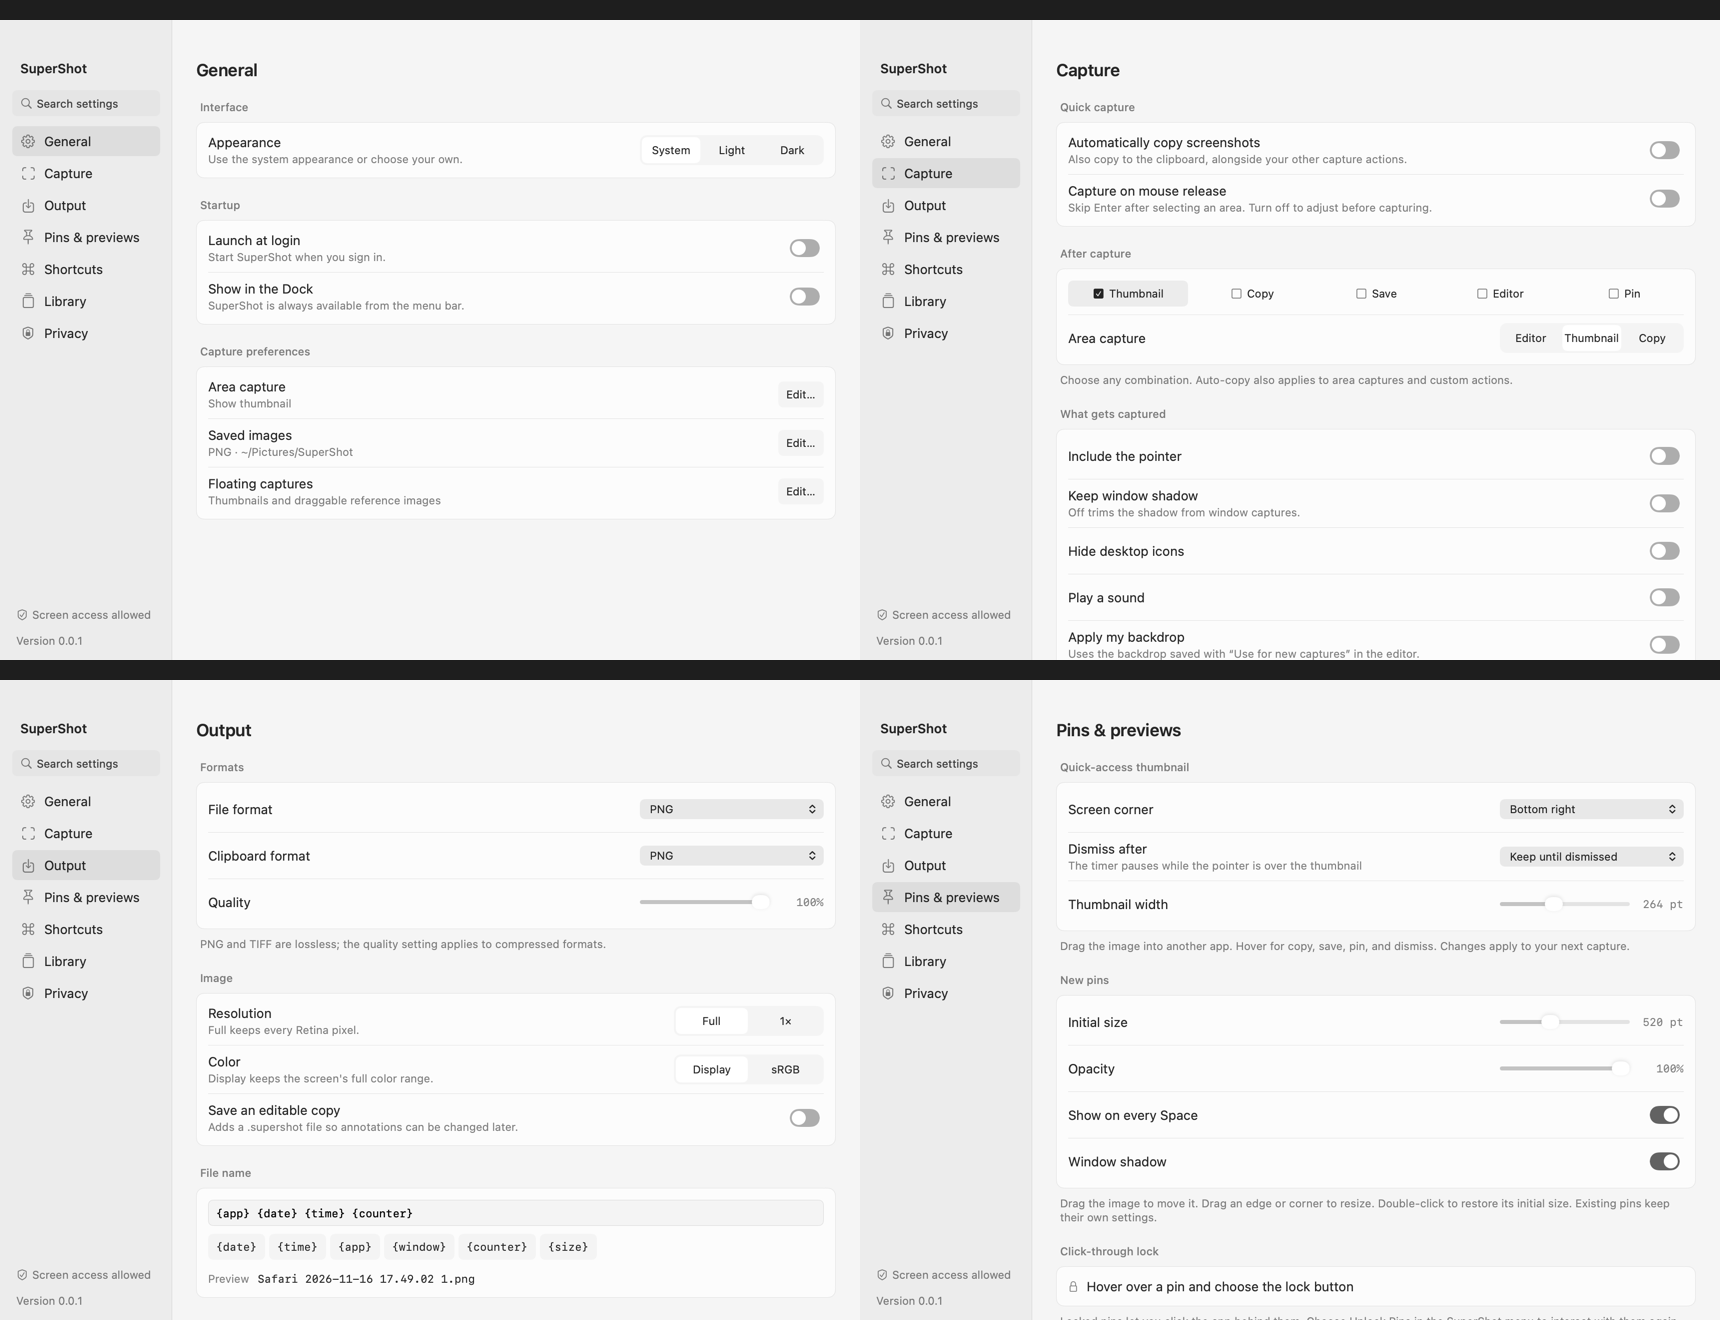 SuperShot
Search settings
General
Capture
Output
Pins & previews
Shortcuts
Library
Privacy
Screen access allowed
Version 0.0.1
General
Interface
Appearance
Use the system appearance or choose your own.
System Light Dark
Startup
Launch at login
Start SuperShot when you sign in.
Show in the Dock
SuperShot is always available from the menu bar.
Capture preferences
Area capture
Show thumbnail
Edit...
Saved images
PNG · ~/Pictures/SuperShot
Edit...
Floating captures
Thumbnails and draggable reference images
Edit...
SuperShot
Search settings
General
Capture
Output
Pins & previews
Shortcuts
Library
Privacy
Screen access allowed
Version 0.0.1
Capture
Quick capture
Automatically copy screenshots
Also copy to the clipboard, alongside your other capture actions.
Capture on mouse release
Skip Enter after selecting an area. Turn off to adjust before capturing.
After capture
Thumbnail Copy Save Editor Pin
Area capture
Editor Thumbnail Copy
Choose any combination. Auto-copy also applies to area captures and custom actions.
What gets captured
Include the pointer
Keep window shadow
Off trims the shadow from window captures.
Hide desktop icons
Play a sound
Apply my backdrop
Uses the backdrop saved with “Use for new captures” in the editor.
SuperShot
Search settings
General
Capture
Output
Pins & previews
Shortcuts
Library
Privacy
Screen access allowed
Version 0.0.1
Output
Formats
File format
PNG
Clipboard format
PNG
Quality
100%
PNG and TIFF are lossless; the quality setting applies to compressed formats.
Image
Resolution
Full keeps every Retina pixel.
Full 1×
Color
Display keeps the screen's full color range.
Display sRGB
Save an editable copy
Adds a .supershot file so annotations can be changed later.
File name
{app} {date} {time} {counter}
{date} {time} {app} {window} {counter} {size}
Preview Safari 2026-11-16 17.49.02 1.png
SuperShot
Search settings
General
Capture
Output
Pins & previews
Shortcuts
Library
Privacy
Screen access allowed
Version 0.0.1
Pins & previews
Quick-access thumbnail
Screen corner
Bottom right
Dismiss after
The timer pauses while the pointer is over the thumbnail
Keep until dismissed
Thumbnail width
264 pt
Drag the image into another app. Hover for copy, save, pin, and dismiss. Changes apply to your next capture.
New pins
Initial size
520 pt
Opacity
100%
Show on every Space
Window shadow
Drag the image to move it. Drag an edge or corner to resize. Double-click to restore its initial size. Existing pins keep
their own settings.
Click-through lock
Hover over a pin and choose the lock button